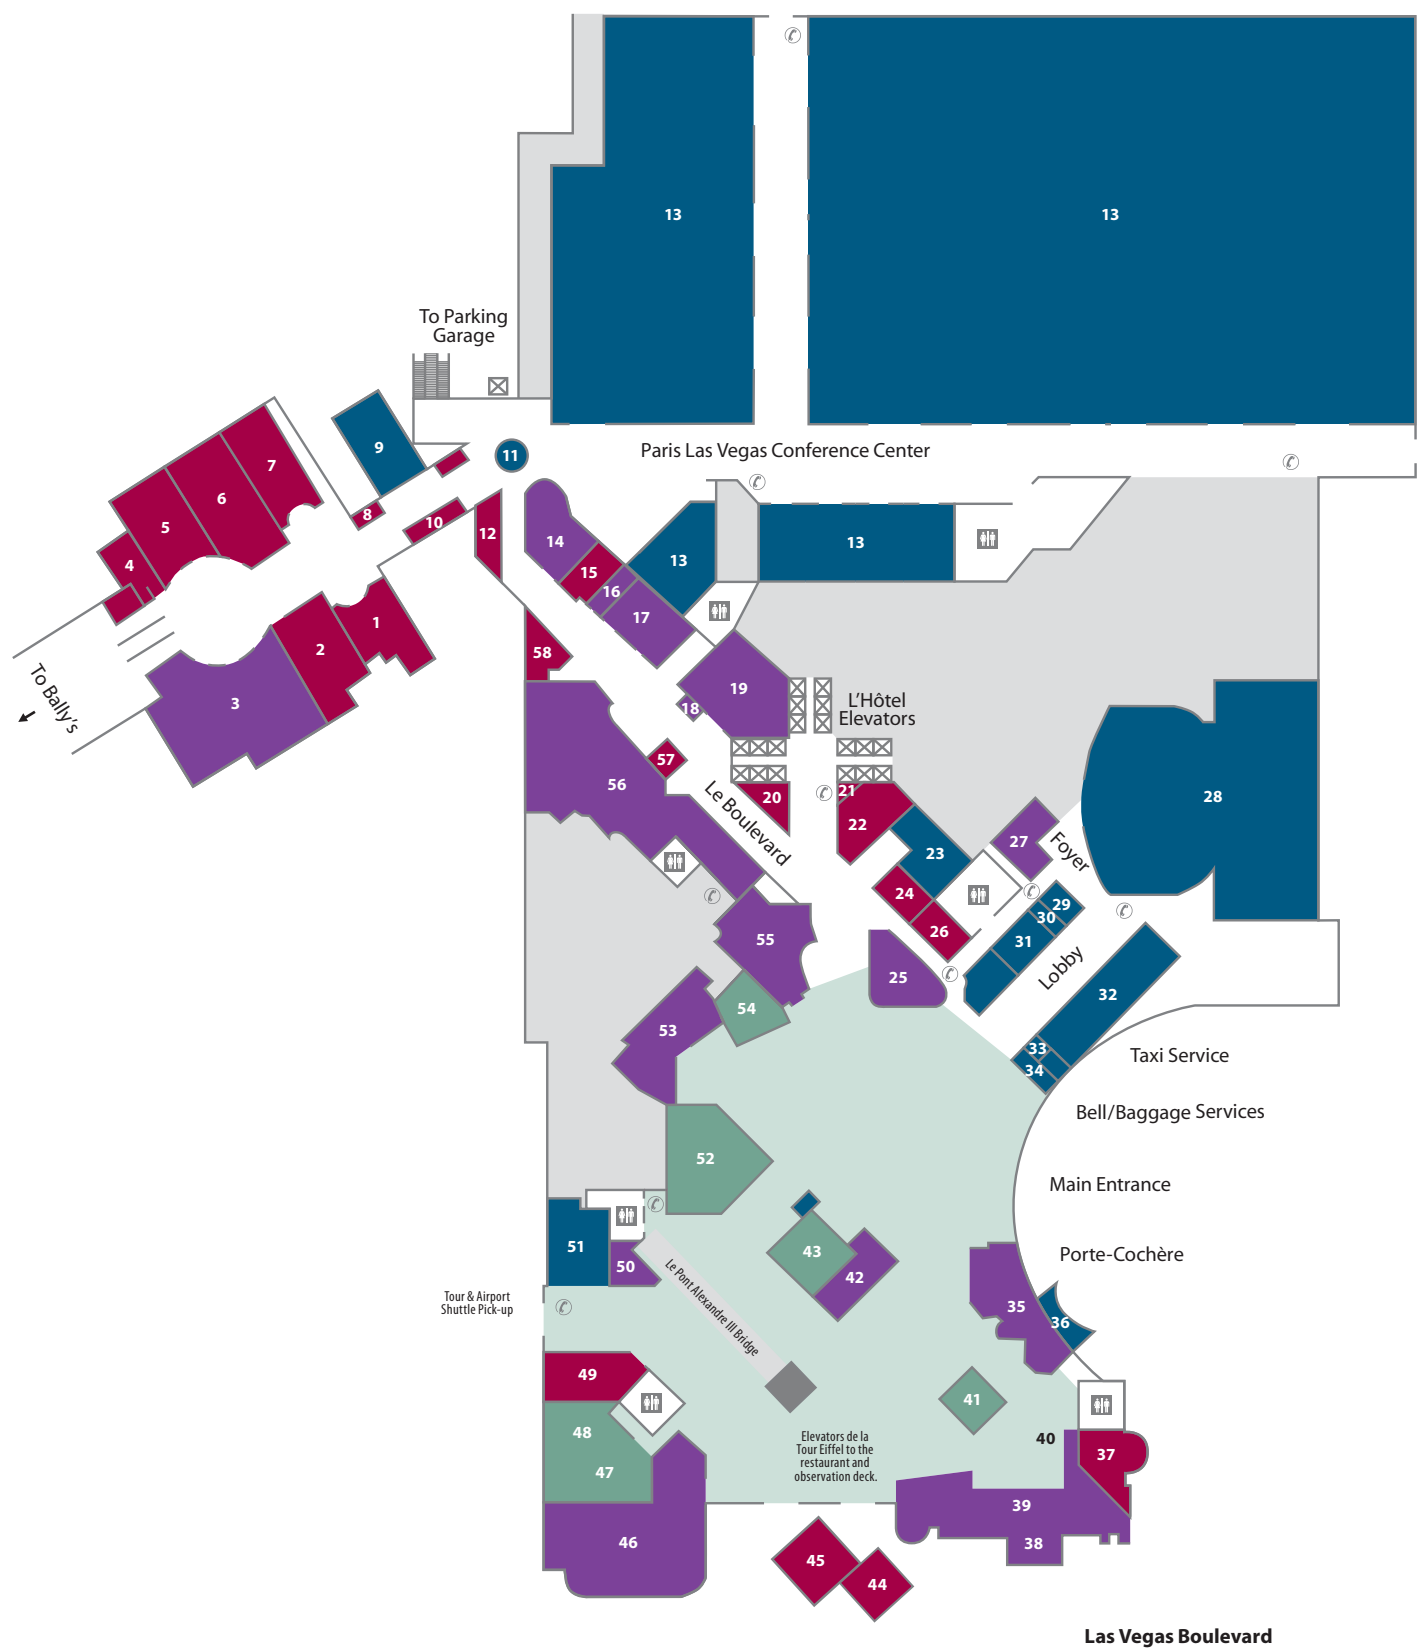 13
13
To Parking
Garage
9
11
Paris Las Vegas Conference Center
7
6
5
8
10
12
4
14
15
16
17
13
13
1
2
58
3
To Bally's
19
18
L'Hôtel
Elevators
57
56
Le Boulevard
20
21
22
23
27
Foyer
28
24
26
29
30
31
Lobby
55
25
32
54
53
33
34
Taxi Service
Bell/Baggage Services
52
Main Entrance
51
50
43
42
Porte-Cochère
Le Pont Alexandre III Bridge
Tour & Airport
Shuttle Pick-up
35
36
49
41
48
47
Elevators de la
Tour Eiffel to the
restaurant and
observation deck.
40
37
39
38
46
45
44
Las Vegas Boulevard